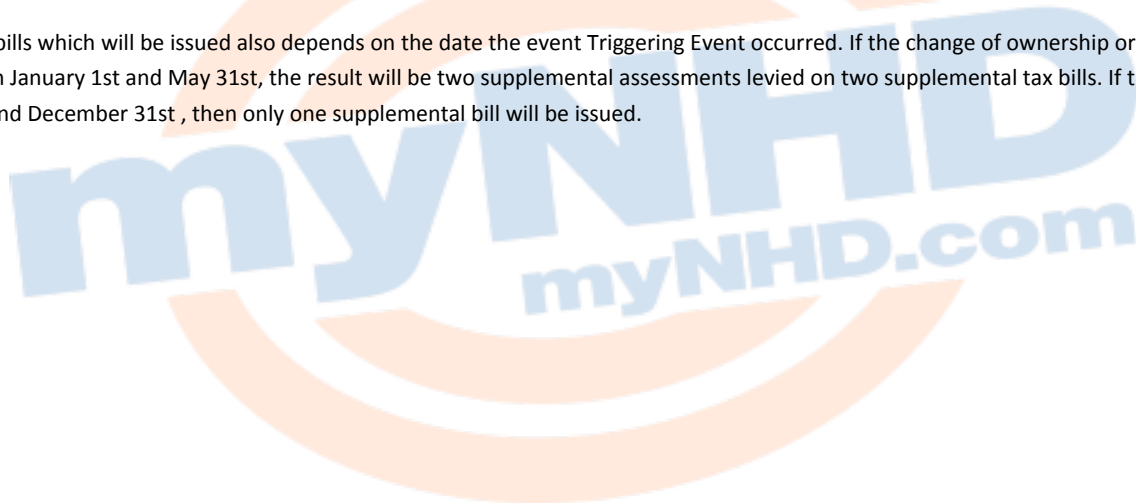 bills which will be issued also depends on the date the event Triggering Event occurred. If the change of ownership or
January 1st and May 31st, the result will be two supplemental assessments levied on two supplemental tax bills. If
December 31st , then only one supplemental bill will be issued.
myNHD
myNHD.com